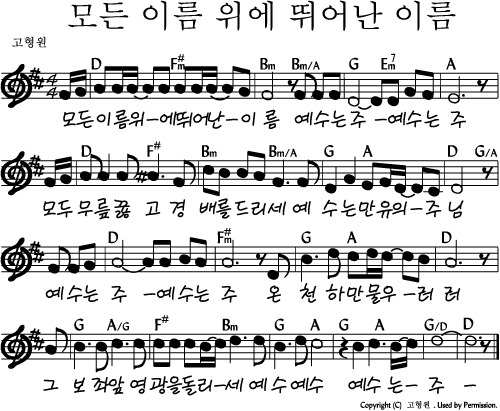 모든 이름 위에 뛰어난 이름
고형원
D F#m Bm Bm/A G Em7 A
모든이름위-에뛰어난-이 름 예수는주 -예수는 주
D F# Bm Bm/A G A D G/A
모두무릎꿇 고 경 배를드리세 예 수는만유의-주님
D F#m Bm G A D
예수는 주 -예수는 주 온 천 하만물우-러 러
G A/G F# Bm G A G A G/D D
그 보 좌앞 영 광을돌리-세 예수 예수 예수 는-주 -
Copyright (C) 고형원 . Used by Permission.